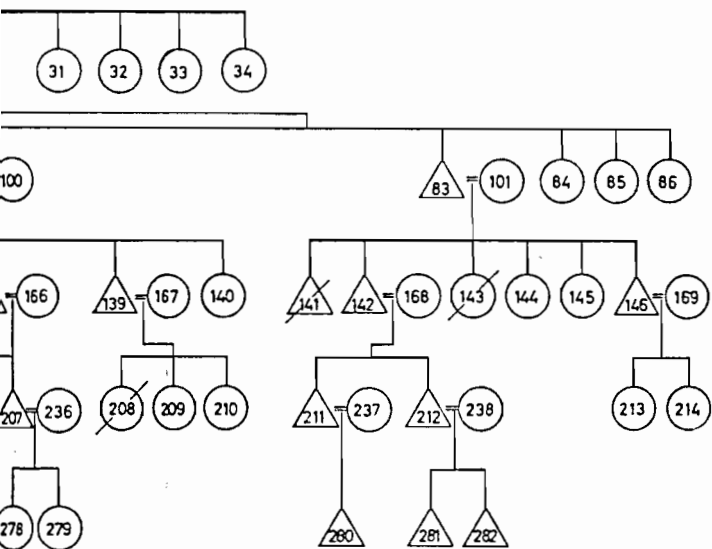 31 32 33 34
100 83 = 101 84 85 86
= 166 139 = 167 140 141 142 = 168 143 144 145 146 = 169
207 = 236 208 209 210 211 = 237 212 = 238 213 214
278 279 280 281 282